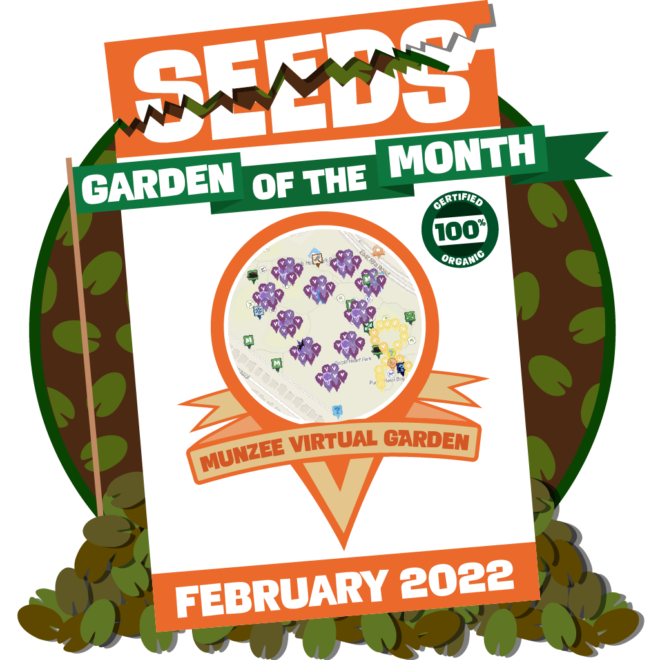 SEEDS
GARDEN OF THE MONTH
CERTIFIED
100%
ORGANIC
MUNZEE VIRTUAL GARDEN
FEBRUARY 2022